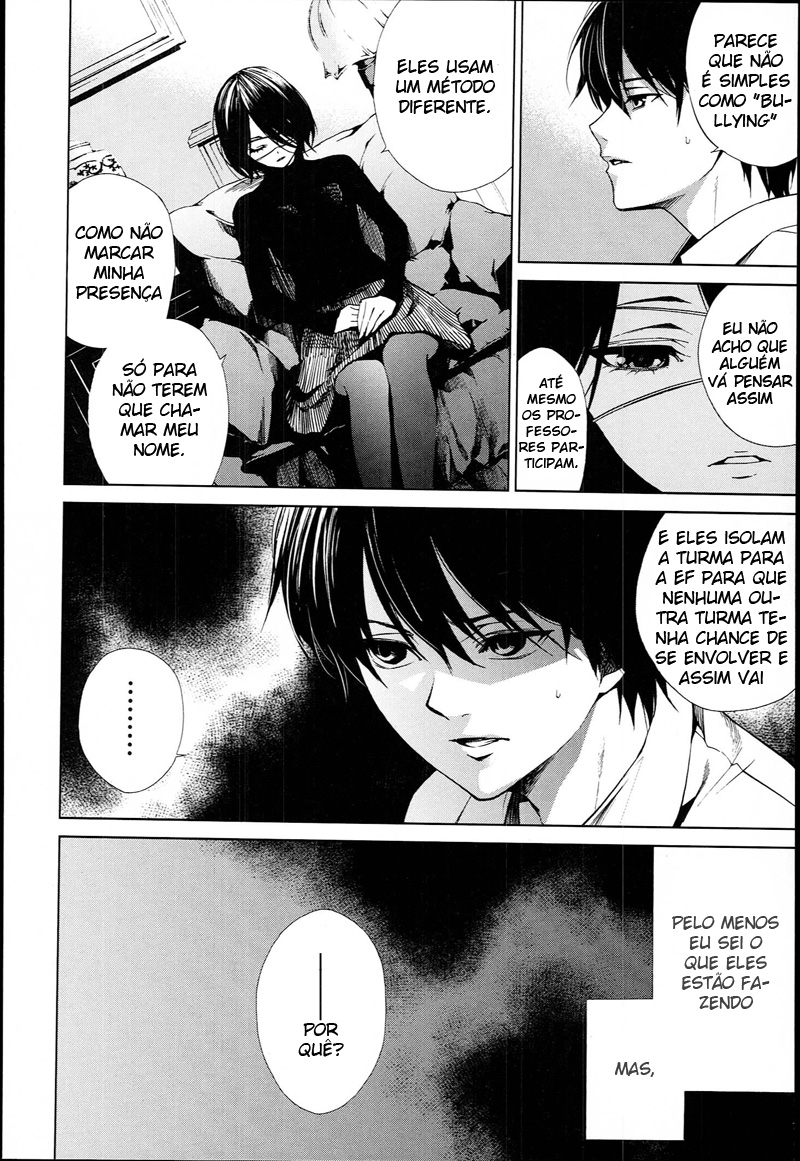 PARECE
QUE NÃO
É SIMPLES
COMO "BU-
LLYING"
EU NÃO
ACHO QUE
ALGUÉM
VÁ PENSAR
ASSIM
ATÉ
MESMO
OS PRO-
FESSO-
RES PAR-
TICIPAM.
ELES USAM
UM MÉTODO
DIFERENTE.
COMO NÃO
MARCAR
MINHA
PRESENÇA
SÓ PARA
NÃO TEREM
QUE CHA-
MAR MEU
NOME.
E ELES ISOLAM
A TURMA PARA
A EF PARA QUE
NENHUMA OU-
TRA TURMA TE-
NHA CHANCE DE
SE ENVOLVER E
ASSIM VAI
.........
PELO MENOS
EU SEI O
QUE ELES
ESTÃO FA-
ZENDO
MAS,
POR
QUÊ?